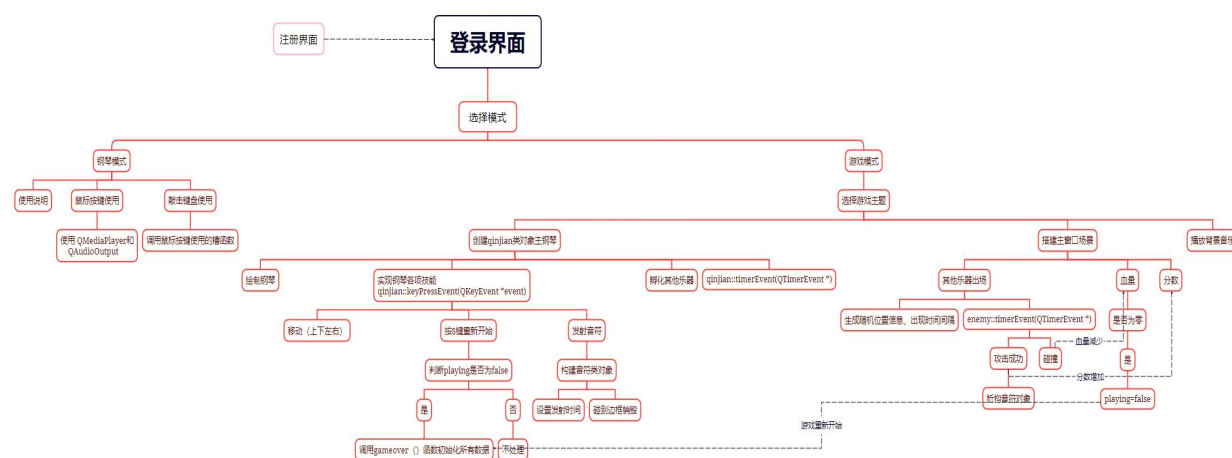 注册界面
登录界面
选择模式
钢琴模式
游戏模式
使用说明
鼠标按键使用
敲击键盘使用
选择游戏主题
使用 QMediaPlayer和
QAudioOutput
调用鼠标按键使用的槽函数
创建qinjian类对象主钢琴
搭建主窗口场景
播放背景音乐
绘制钢琴
实现钢琴各项技能
qinjian::keyPressEvent(QKeyEvent *event)
孵化其他乐器
qinjian::timerEvent(QTimerEvent *)
其他乐器出场
血量
分数
移动（上下左右）
按s键重新开始
发射音符
生成随机位置信息、出现时间间隔
enemy::timerEvent(QTimerEvent *)
是否为零
血量减少
攻击成功
碰撞
是
判断playing是否为false
构建音符类对象
分数增加
析构音符对象
playing=false
是
否
设置发射时间
碰到边框销毁
游戏重新开始
调用gameover（）函数初始化所有数据
不处理